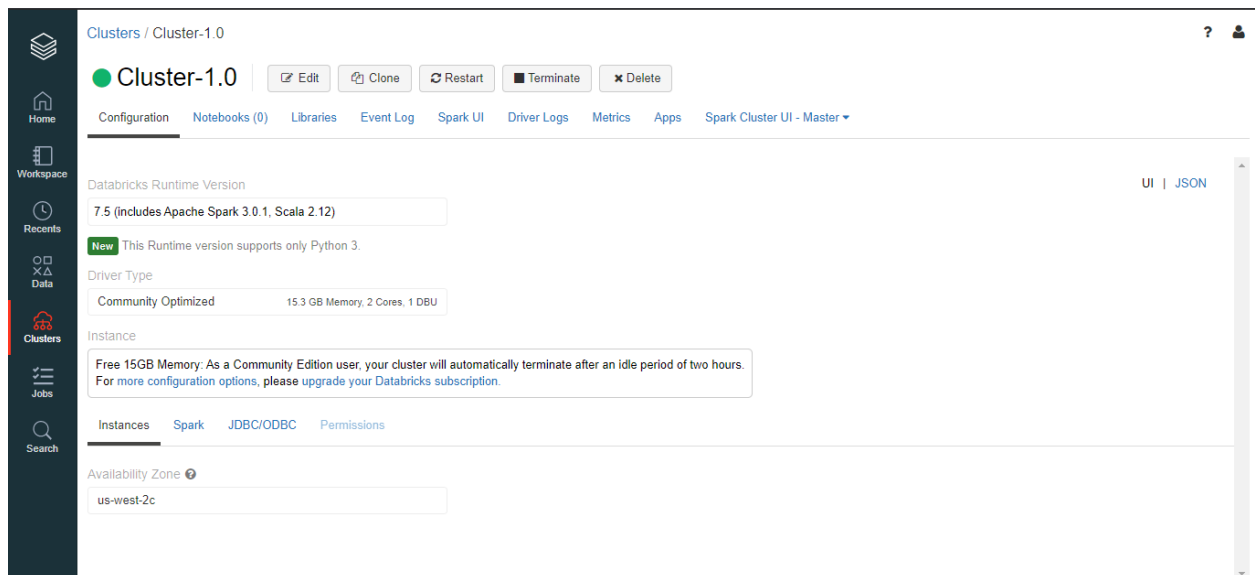 Clusters / Cluster-1.0
?
Cluster-1.0
Edit
Clone
Restart
Terminate
Delete
Home
Workspace
Recents
Data
Clusters
Jobs
Search
Configuration
Notebooks (0)
Libraries
Event Log
Spark UI
Driver Logs
Metrics
Apps
Spark Cluster UI - Master
UI | JSON
Databricks Runtime Version
7.5 (includes Apache Spark 3.0.1, Scala 2.12)
New This Runtime version supports only Python 3.
Driver Type
Community Optimized 15.3 GB Memory, 2 Cores, 1 DBU
Instance
Free 15GB Memory: As a Community Edition user, your cluster will automatically terminate after an idle period of two hours.
For more configuration options, please upgrade your Databricks subscription.
Instances
Spark
JDBC/ODBC
Permissions
Availability Zone ?
us-west-2c